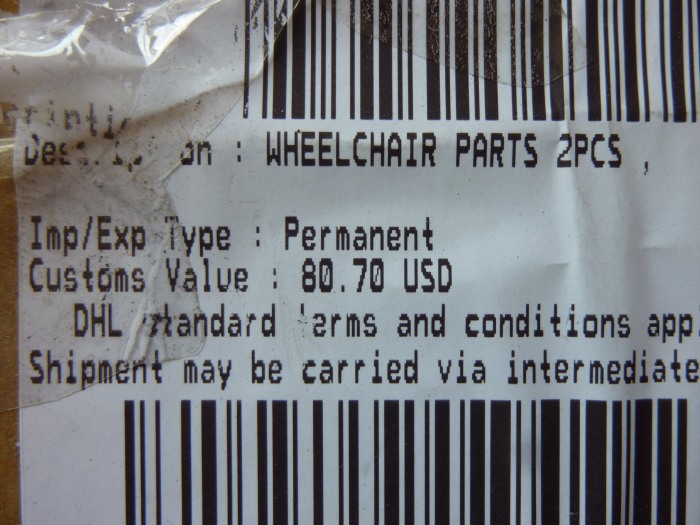 Description : WHEELCHAIR PARTS 2PCS ,
Imp/Exp Type : Permanent
Customs Value : 80.70 USD
DHL standard terms and conditions app
Shipment may be carried via intermediate